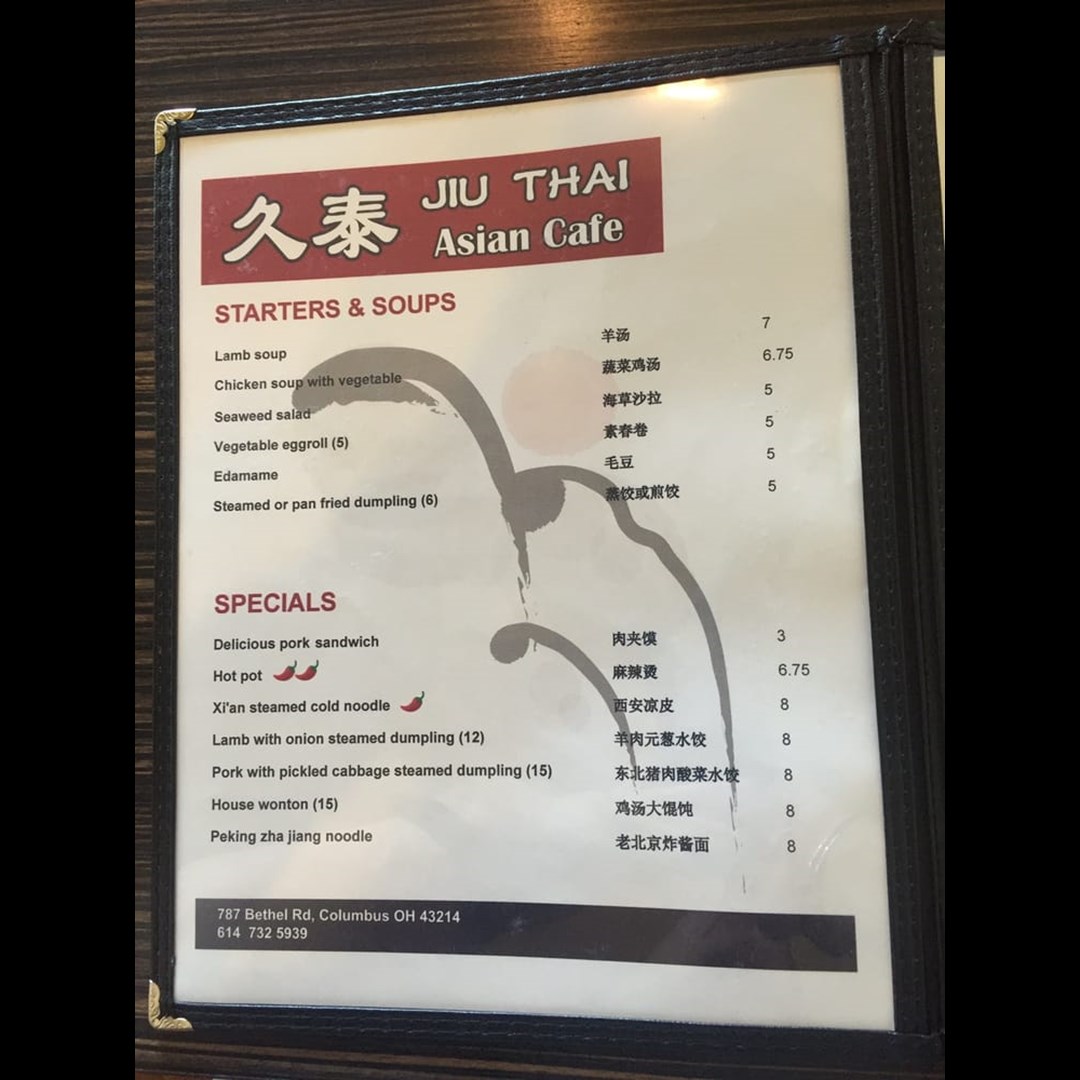 久泰 JIU THAI
Asian Cafe
STARTERS & SOUPS
Lamb soup 羊汤 7
Chicken soup with vegetable 蔬菜鸡汤 6.75
Seaweed salad 海草沙拉 5
Vegetable eggroll (5) 素春卷 5
Edamame 毛豆 5
Steamed or pan fried dumpling (6) 蒸饺或煎饺 5
SPECIALS
Delicious pork sandwich 肉夹馍 3
Hot pot 麻辣烫 6.75
Xi'an steamed cold noodle 西安凉皮 8
Lamb with onion steamed dumpling (12) 羊肉元葱水饺 8
Pork with pickled cabbage steamed dumpling (15) 东北猪肉酸菜水饺 8
House wonton (15) 鸡汤大馄饨 8
Peking zha jiang noodle 老北京炸酱面 8
787 Bethel Rd, Columbus OH 43214
614 732 5939